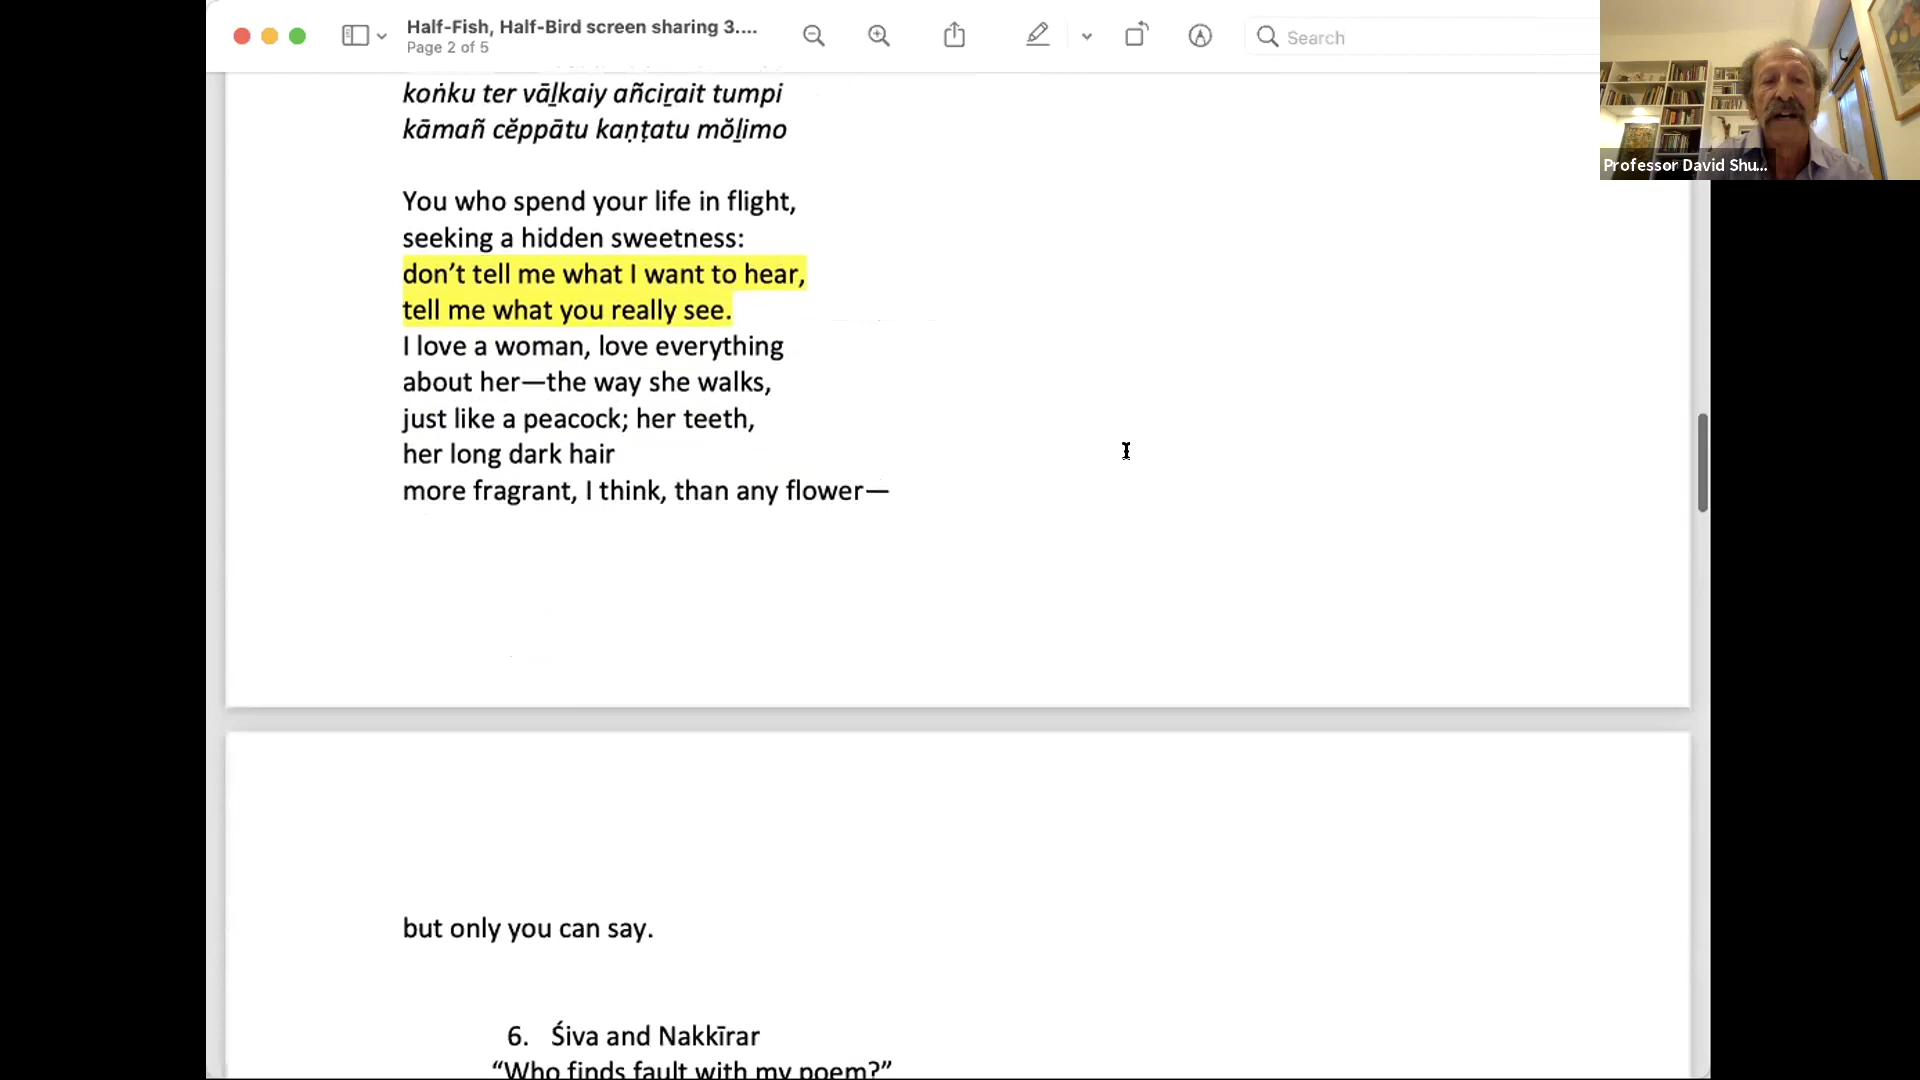 Half-Fish, Half-Bird screen sharing 3....
Page 2 of 5
Search
Professor David Shu...
koṅku ter vāḻkaiy añciṟait tumpi
kāmañ cĕppātu kaṇṭatu mŏḻimo
You who spend your life in flight,
seeking a hidden sweetness:
don’t tell me what I want to hear,
tell me what you really see.
I love a woman, love everything
about her—the way she walks,
just like a peacock; her teeth,
her long dark hair
more fragrant, I think, than any flower—
but only you can say.
6. Śiva and Nakkīrar
“Who finds fault with my poem?”